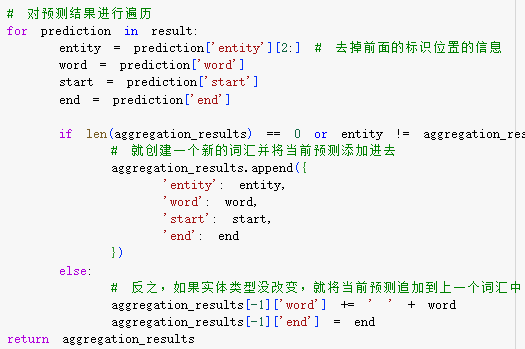 # 对预测结果进行遍历
for prediction in result:
entity = prediction['entity'][2:] # 去掉前面的标识位置的信息
word = prediction['word']
start = prediction['start']
end = prediction['end']
if len(aggregation_results) == 0 or entity != aggregation_res
# 就创建一个新的词汇并将当前预测添加进去
aggregation_results.append({
'entity': entity,
'word': word,
'start': start,
'end': end
})
else:
# 反之，如果实体类型没改变，就将当前预测追加到上一个词汇中
aggregation_results[-1]['word'] += ' ' + word
aggregation_results[-1]['end'] = end
return aggregation_results